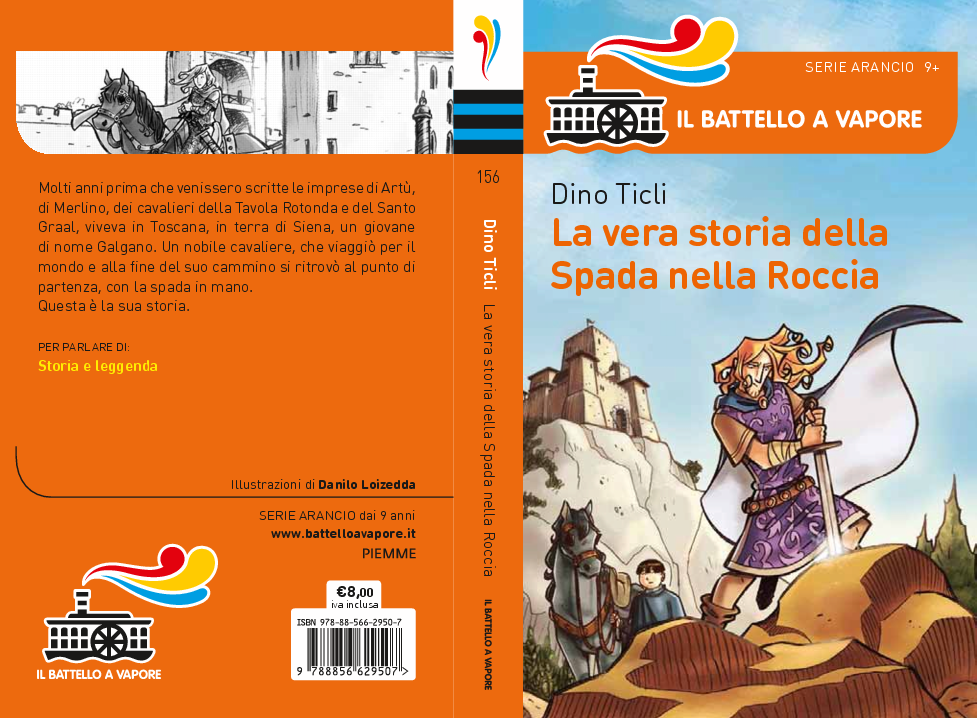 Molti anni prima che venissero scritte le imprese di Artù,
di Merlino, dei cavalieri della Tavola Rotonda e del Santo
Graal, viveva in Toscana, in terra di Siena, un giovane
di nome Galgano. Un nobile cavaliere, che viaggiò per il
mondo e alla fine del suo cammino si ritrovò al punto di
partenza, con la spada in mano.
Questa è la sua storia.
PER PARLARE DI:
Storia e leggenda
Illustrazioni di Danilo Loizedda
SERIE ARANCIO dai 9 anni
www.battelloavapore.it
PIEMME
IL BATTELLO A VAPORE
€8,00
iva inclusa
ISBN 978-88-566-2950-7
9 788856 629507 >
156
Dino Ticli La vera storia della Spada nella Roccia IL BATTELLO A VAPORE
SERIE ARANCIO 9+
IL BATTELLO A VAPORE
Dino Ticli
La vera storia della
Spada nella Roccia